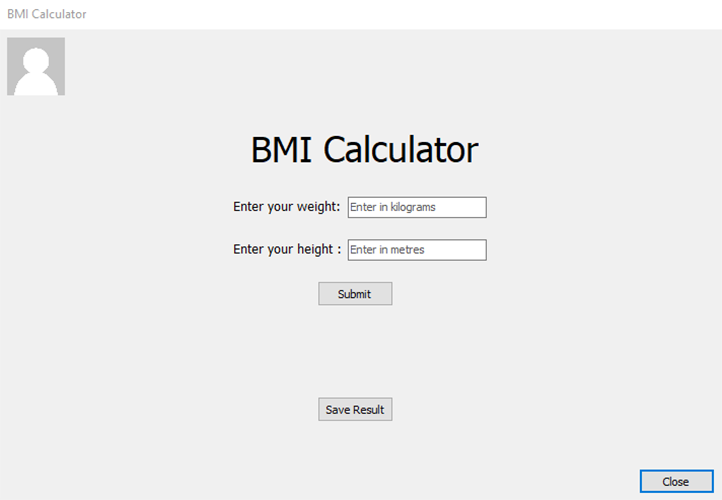 BMI Calculator
BMI Calculator
Enter your weight: Enter in kilograms
Enter your height : Enter in metres
Submit
Save Result
Close